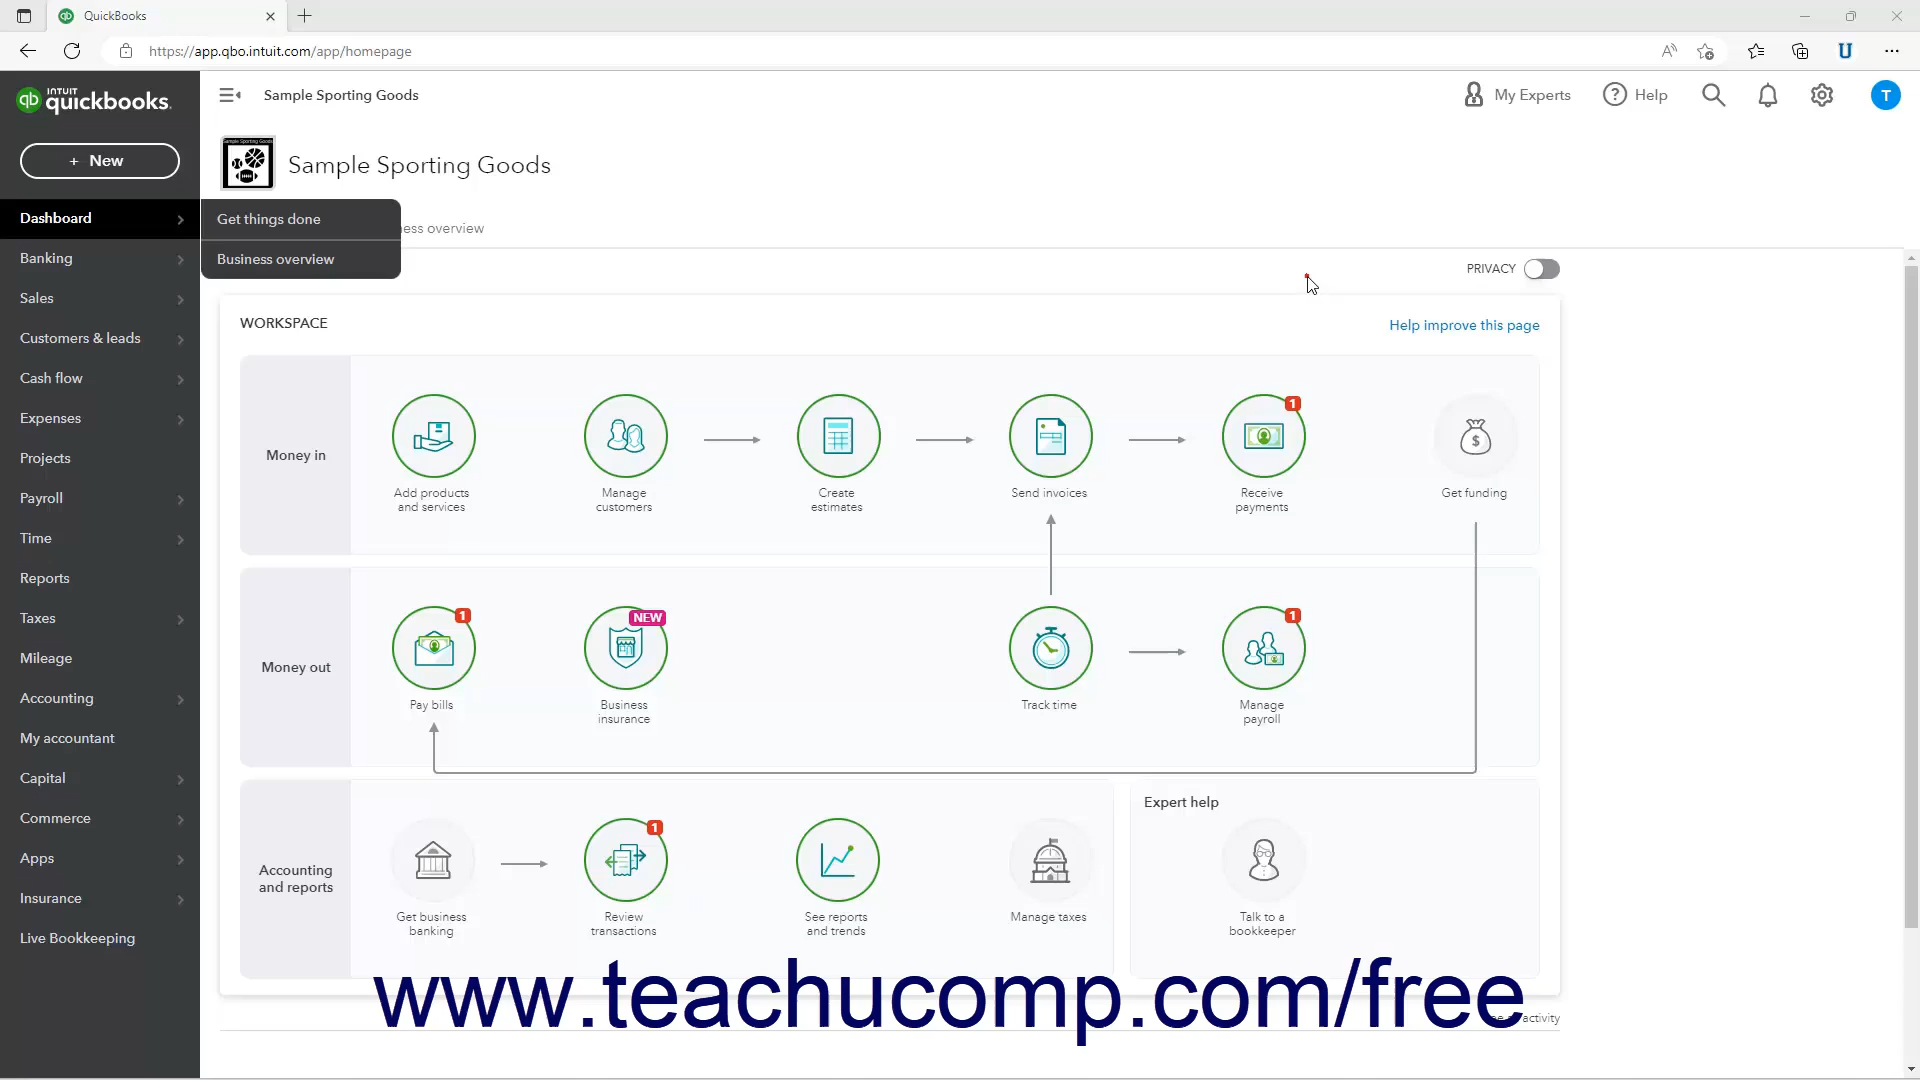 QuickBooks
https://app.qbo.intuit.com/app/homepage
INTUIT
quickbooks.
Sample Sporting Goods
My Experts
Help
T
+ New
Sample Sporting Goods
Sample Sporting Goods
Dashboard
Get things done
ness overview
Business overview
Banking
Sales
Customers & leads
Cash flow
Expenses
Projects
Payroll
Time
Reports
Taxes
Mileage
Accounting
My accountant
Capital
Commerce
Apps
Insurance
Live Bookkeeping
PRIVACY
WORKSPACE
Help improve this page
Money in
Add products
and services
Manage
customers
Create
estimates
Send invoices
1
Receive
payments
Get funding
Money out
1
Pay bills
NEW
Business
insurance
Track time
1
Manage
payroll
Accounting
and reports
Get business
banking
1
Review
transactions
See reports
and trends
Manage taxes
Expert help
Talk to a
bookkeeper
www.teachucomp.com/free
activity